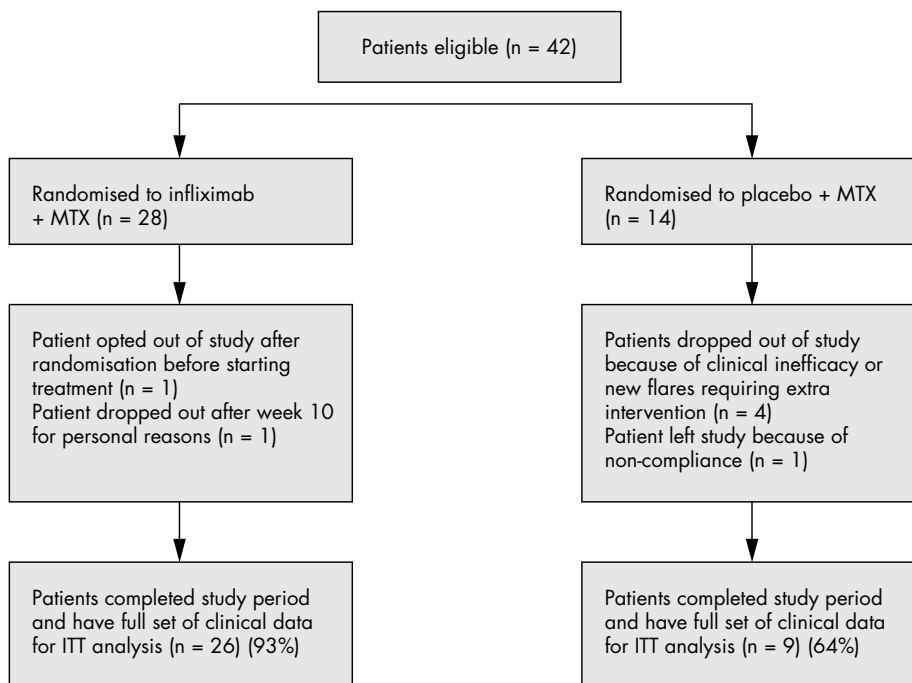 Patients eligible (n = 42)
Randomised to infliximab
+ MTX (n = 28)
Randomised to placebo + MTX
(n = 14)
Patient opted out of study after
randomisation before starting
treatment (n = 1)
Patient dropped out after week 10
for personal reasons (n = 1)
Patients dropped out of study
because of clinical inefficacy or
new flares requiring extra
intervention (n = 4)
Patient left study because of
non-compliance (n = 1)
Patients completed study period
and have full set of clinical data
for ITT analysis (n = 26) (93%)
Patients completed study period
and have full set of clinical data
for ITT analysis (n = 9) (64%)